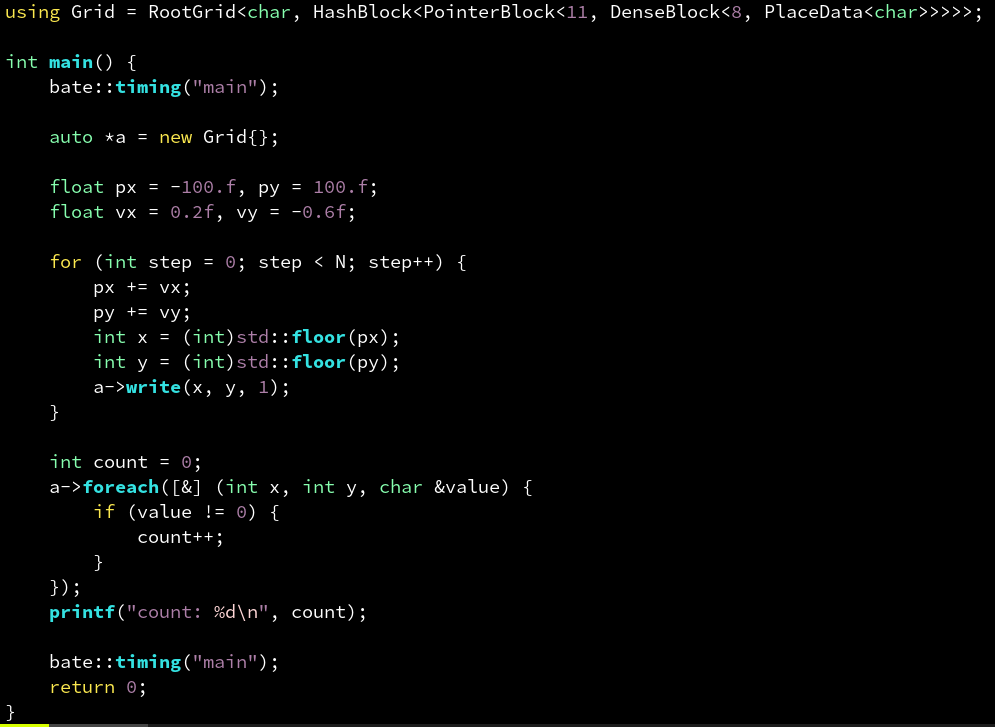 using Grid = RootGrid<char, HashBlock<PointerBlock<11, DenseBlock<8, PlaceData<char>>>>>;

int main() {
    bate::timing("main");

    auto *a = new Grid{};

    float px = -100.f, py = 100.f;
    float vx = 0.2f, vy = -0.6f;

    for (int step = 0; step < N; step++) {
        px += vx;
        py += vy;
        int x = (int)std::floor(px);
        int y = (int)std::floor(py);
        a->write(x, y, 1);
    }

    int count = 0;
    a->foreach([&] (int x, int y, char &value) {
        if (value != 0) {
            count++;
        }
    });
    printf("count: %d\n", count);

    bate::timing("main");
    return 0;
}